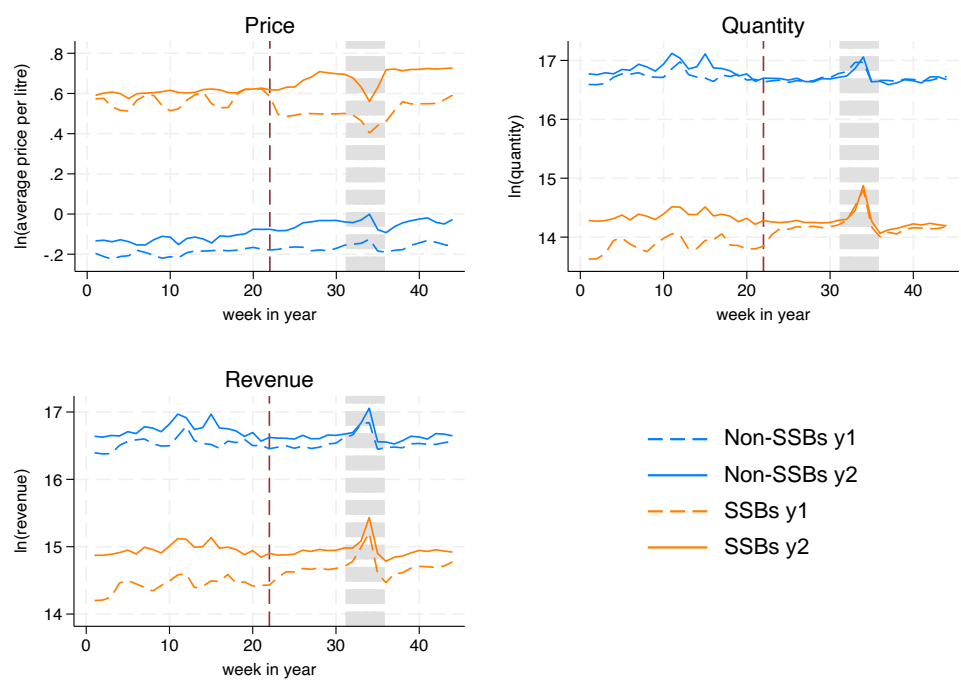 Price
ln(average price per litre)
.8
.6
.4
.2
0
-.2
0 10 20 30 40
week in year
Quantity
ln(quantity)
17
16
15
14
0 10 20 30 40
week in year
Revenue
ln(revenue)
17
16
15
14
0 10 20 30 40
week in year
Non-SSBs y1
Non-SSBs y2
SSBs y1
SSBs y2